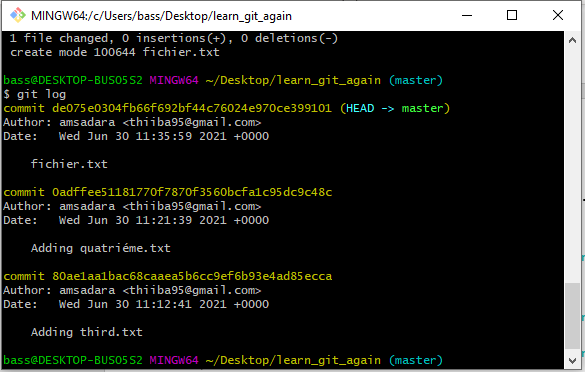 MINGW64:/c/Users/bass/Desktop/learn_git_again
1 file changed, 0 insertions(+), 0 deletions(-)
create mode 100644 fichier.txt
bass@DESKTOP-BUSO5S2 MINGW64 ~/Desktop/learn_git_again (master)
$ git log
commit de075e0304fb66f692bf44c76024e970ce399101 (HEAD -> master)
Author: amsadara <thiiba95@gmail.com>
Date:   Wed Jun 30 11:35:59 2021 +0000
fichier.txt
commit 0adffee51181770f7870f3560bcfa1c95dc9c48c
Author: amsadara <thiiba95@gmail.com>
Date:   Wed Jun 30 11:21:39 2021 +0000
Adding quatriéme.txt
commit 80ae1aa1bac68caaea5b6cc9ef6b93e4ad85ecca
Author: amsadara <thiiba95@gmail.com>
Date:   Wed Jun 30 11:12:41 2021 +0000
Adding third.txt
bass@DESKTOP-BUSO5S2 MINGW64 ~/Desktop/learn_git_again (master)